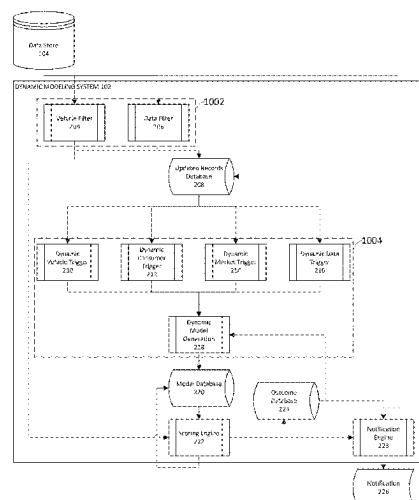 Data Store
104
DYNAMIC MODELING SYSTEM 102
1002
Vehicle Filter
204
Data Filter
206
Updated Records
Database
208
1004
Dynamic
Vehicle Trigger
210
Dynamic
Consumer
Trigger
212
Dynamic
Market Trigger
214
Dynamic Data
Trigger
216
Dynamic
Model
Generation
218
Model Database
220
Outcome
Database
224
Scoring Engine
222
Notification
Engine
223
Notification
226